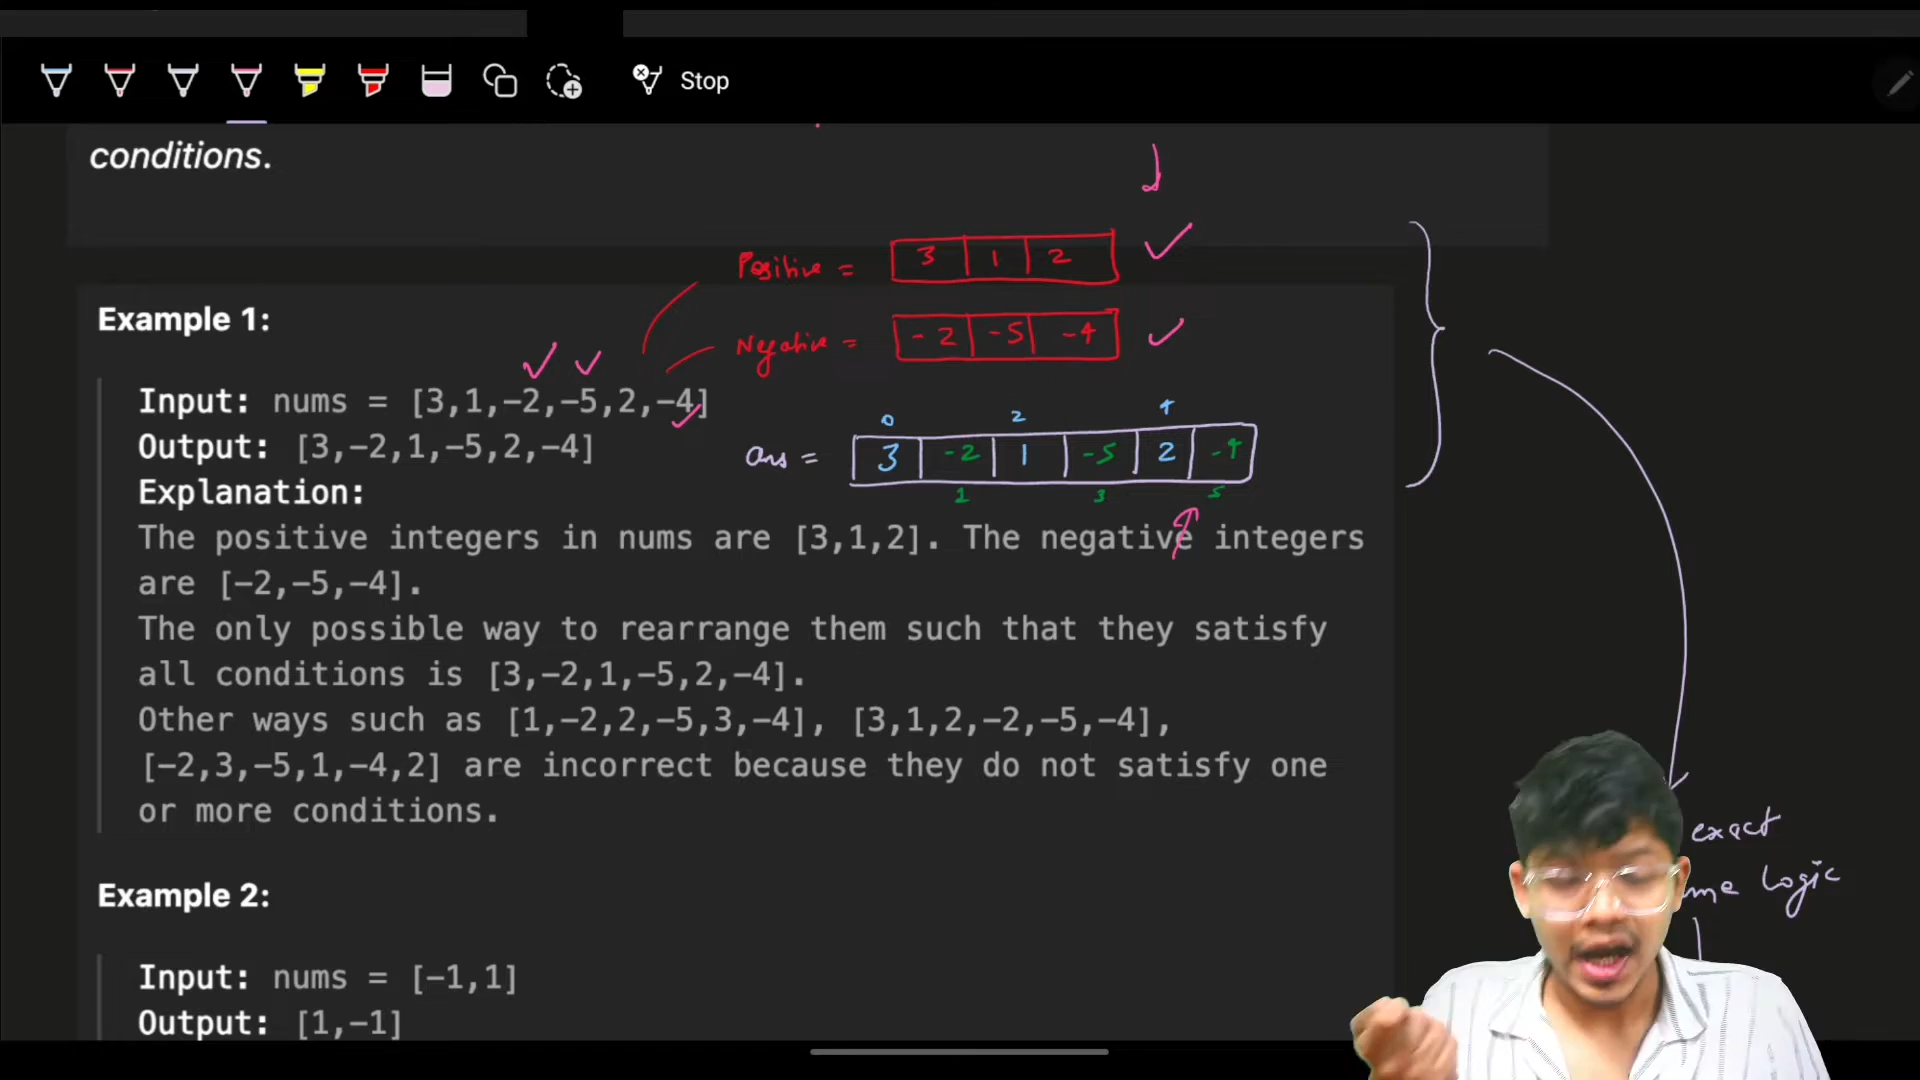 Stop
conditions.
Positive = 3 1 2
Negative = -2 -5 -4
Example 1:
Input: nums = [3,1,-2,-5,2,-4]
Output: [3,-2,1,-5,2,-4]
0 2 4
ans = 3 -2 1 -5 2 -4
1 3 5
Explanation:
The positive integers in nums are [3,1,2]. The negative integers
are [-2,-5,-4].
The only possible way to rearrange them such that they satisfy
all conditions is [3,-2,1,-5,2,-4].
Other ways such as [1,-2,2,-5,3,-4], [3,1,2,-2,-5,-4],
[-2,3,-5,1,-4,2] are incorrect because they do not satisfy one
or more conditions.
exact
me logic
Example 2:
Input: nums = [-1,1]
Output: [1,-1]